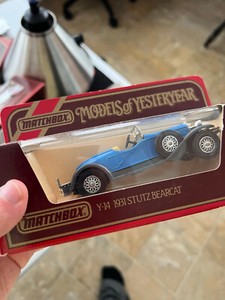 MATCHBOX
MODELS of YESTERYEAR
MATCHBOX
Y-14 1931 STUTZ BEARCAT